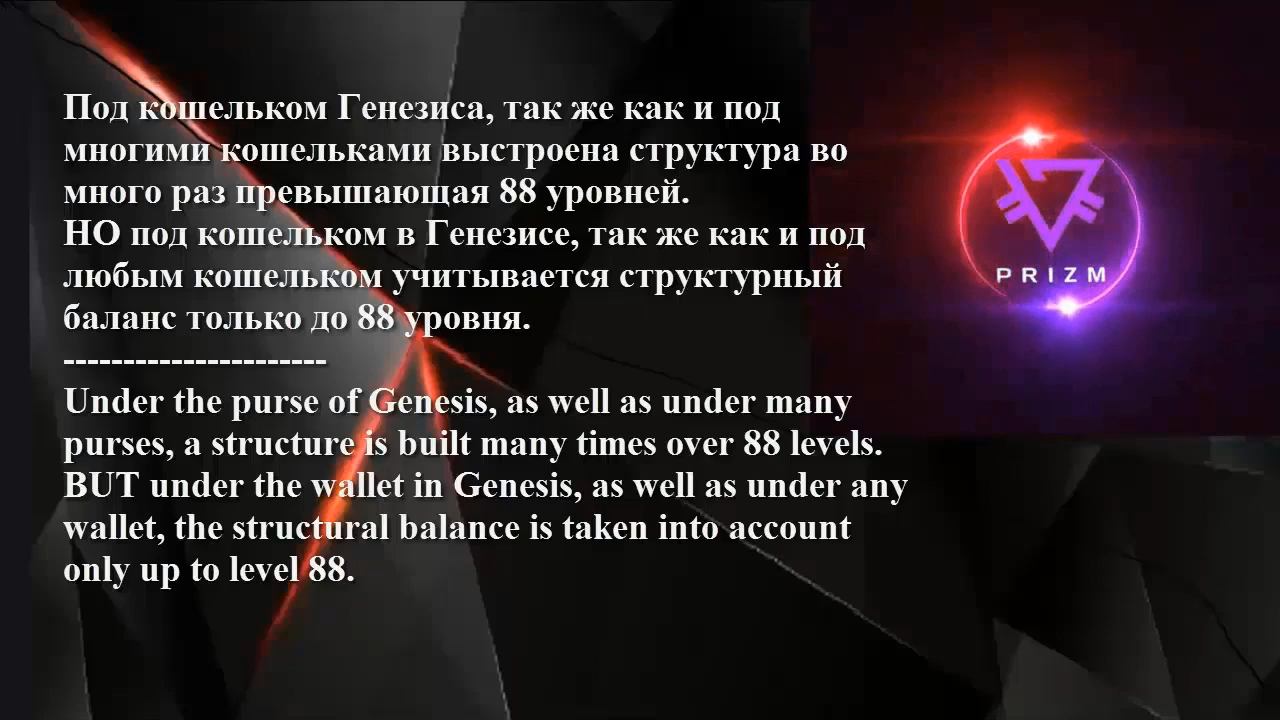 Под кошельком Генезиса, так же как и под
многими кошельками выстроена структура во
много раз превышающая 88 уровней.
НО под кошельком в Генезисе, так же как и под
любым кошельком учитывается структурный
баланс только до 88 уровня.
----------------------
Under the purse of Genesis, as well as under many
purses, a structure is built many times over 88 levels.
BUT under the wallet in Genesis, as well as under any
wallet, the structural balance is taken into account
only up to level 88.
PRIZM